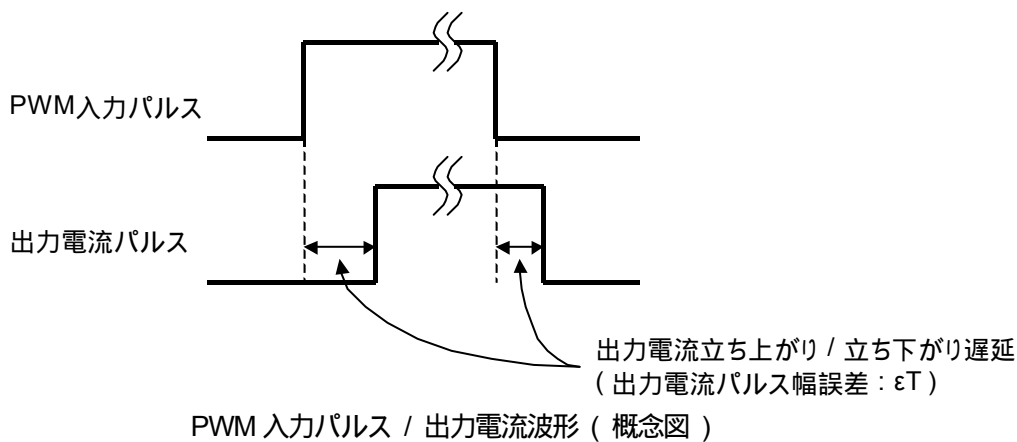 PWM入力パルス
出力電流パルス
出力電流立ち上がり / 立ち下がり遅延
( 出力電流パルス幅誤差 : εT )
PWM 入力パルス / 出力電流波形 ( 概念図 )